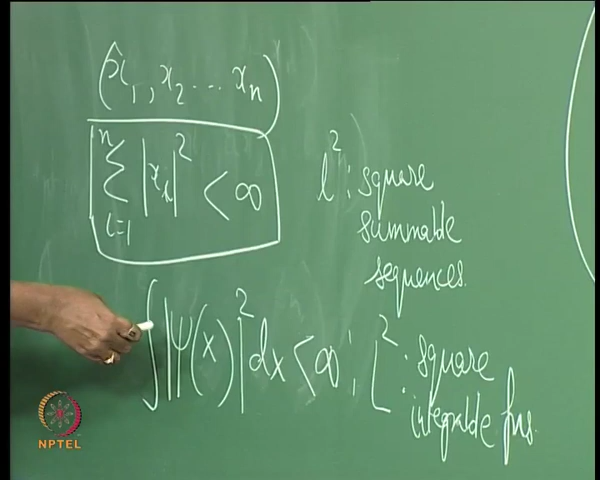 (x₁, x₂ ... xₙ)
n
∑ |xᵢ|² < ∞
i=1
l² : square
summable
sequences.
∫|ψ(x)|² dx < ∞ ; L² : square
integrable fns.
NPTEL